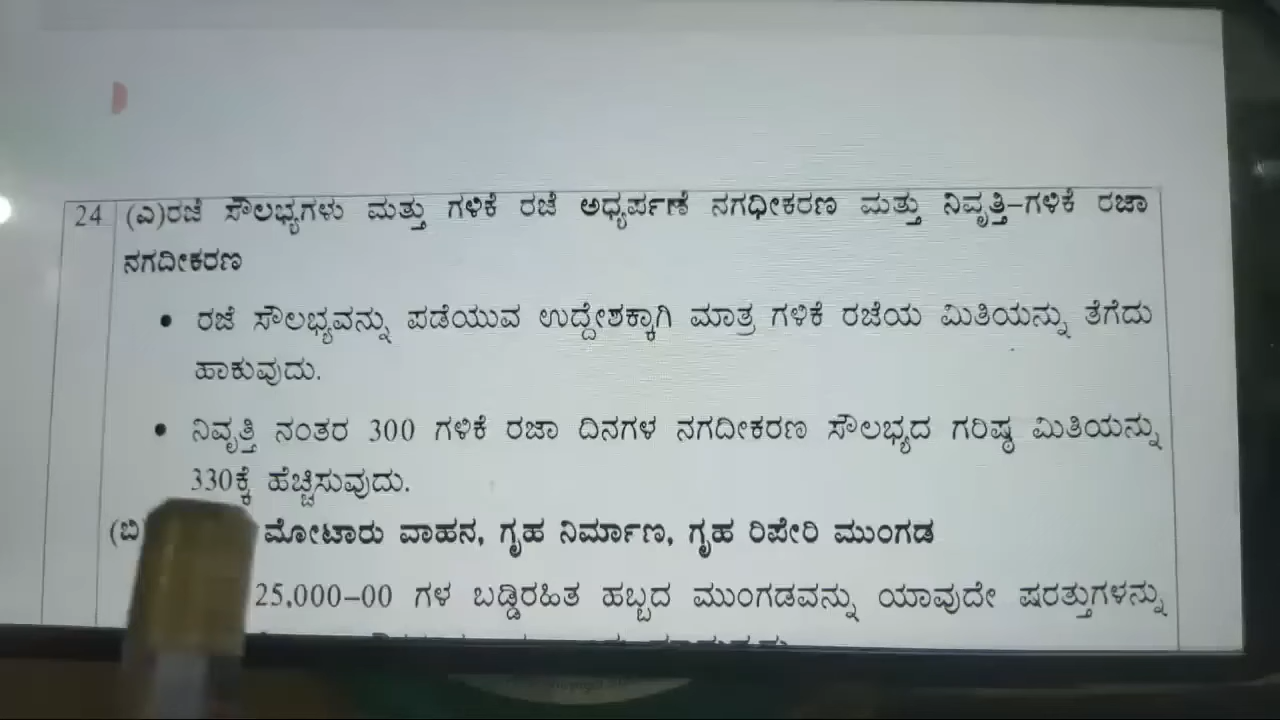 24 (ಎ)ರಜೆ ಸೌಲಭ್ಯಗಳು ಮತ್ತು ಗಳಿಕೆ ರಜೆ ಅಧ್ಯರ್ಪಣೆ ನಗಧೀಕರಣ ಮತ್ತು ನಿವೃತ್ತಿ–ಗಳಿಕೆ ರಜಾ
ನಗದೀಕರಣ
• ರಜೆ ಸೌಲಭ್ಯವನ್ನು ಪಡೆಯುವ ಉದ್ದೇಶಕ್ಕಾಗಿ ಮಾತ್ರ ಗಳಿಕೆ ರಜೆಯ ಮಿತಿಯನ್ನು ತೆಗೆದು
ಹಾಕುವುದು.
• ನಿವೃತ್ತಿ ನಂತರ 300 ಗಳಿಕೆ ರಜಾ ದಿನಗಳ ನಗದೀಕರಣ ಸೌಲಭ್ಯದ ಗರಿಷ್ಠ ಮಿತಿಯನ್ನು
330ಕ್ಕೆ ಹೆಚ್ಚಿಸುವುದು.
(ಬಿ) ಮೋಟಾರು ವಾಹನ, ಗೃಹ ನಿರ್ಮಾಣ, ಗೃಹ ರಿಪೇರಿ ಮುಂಗಡ
25,000–00 ಗಳ ಬಡ್ಡಿರಹಿತ ಹಬ್ಬದ ಮುಂಗಡವನ್ನು ಯಾವುದೇ ಷರತ್ತುಗಳನ್ನು